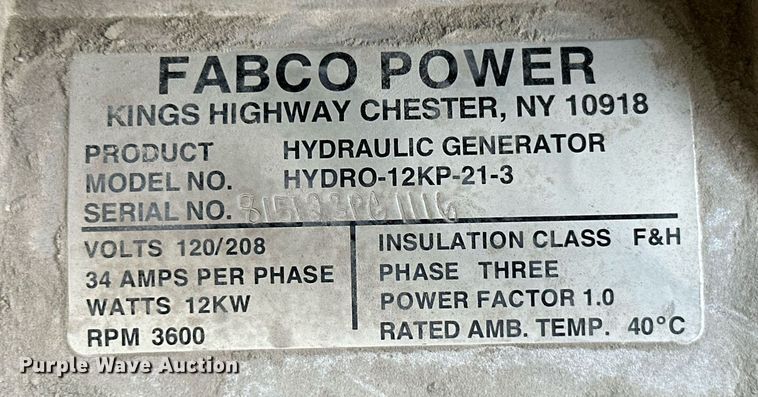 FABCO POWER
KINGS HIGHWAY CHESTER, NY 10918
PRODUCT HYDRAULIC GENERATOR
MODEL NO. HYDRO-12KP-21-3
SERIAL NO.
VOLTS 120/208
34 AMPS PER PHASE
WATTS 12KW
RPM 3600
INSULATION CLASS F&H
PHASE THREE
POWER FACTOR 1.0
RATED AMB. TEMP. 40°C
Purple Wave Auction